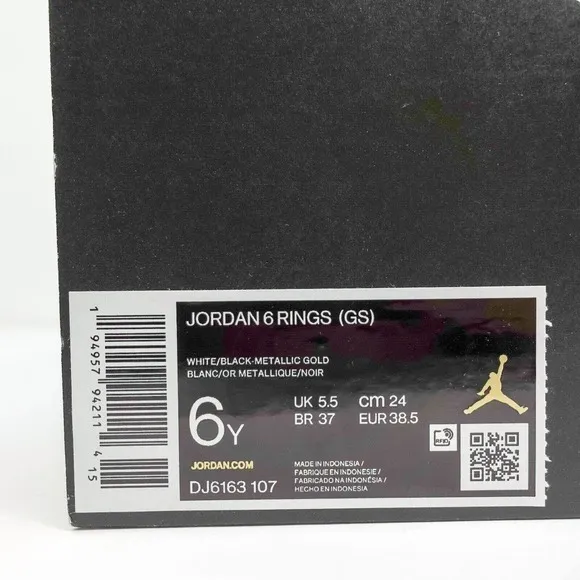 JORDAN 6 RINGS (GS)
WHITE/BLACK-METALLIC GOLD
BLANC/OR METALLIQUE/NOIR
6Y
UK 5.5 CM 24
BR 37 EUR 38.5
JORDAN.COM
DJ6163 107
MADE IN INDONESIA /
FABRIQUE EN INDONESIE /
FABRICADO NA INDONÉSIA /
HECHO EN INDONESIA
RFID
1 94957 94211 4 15